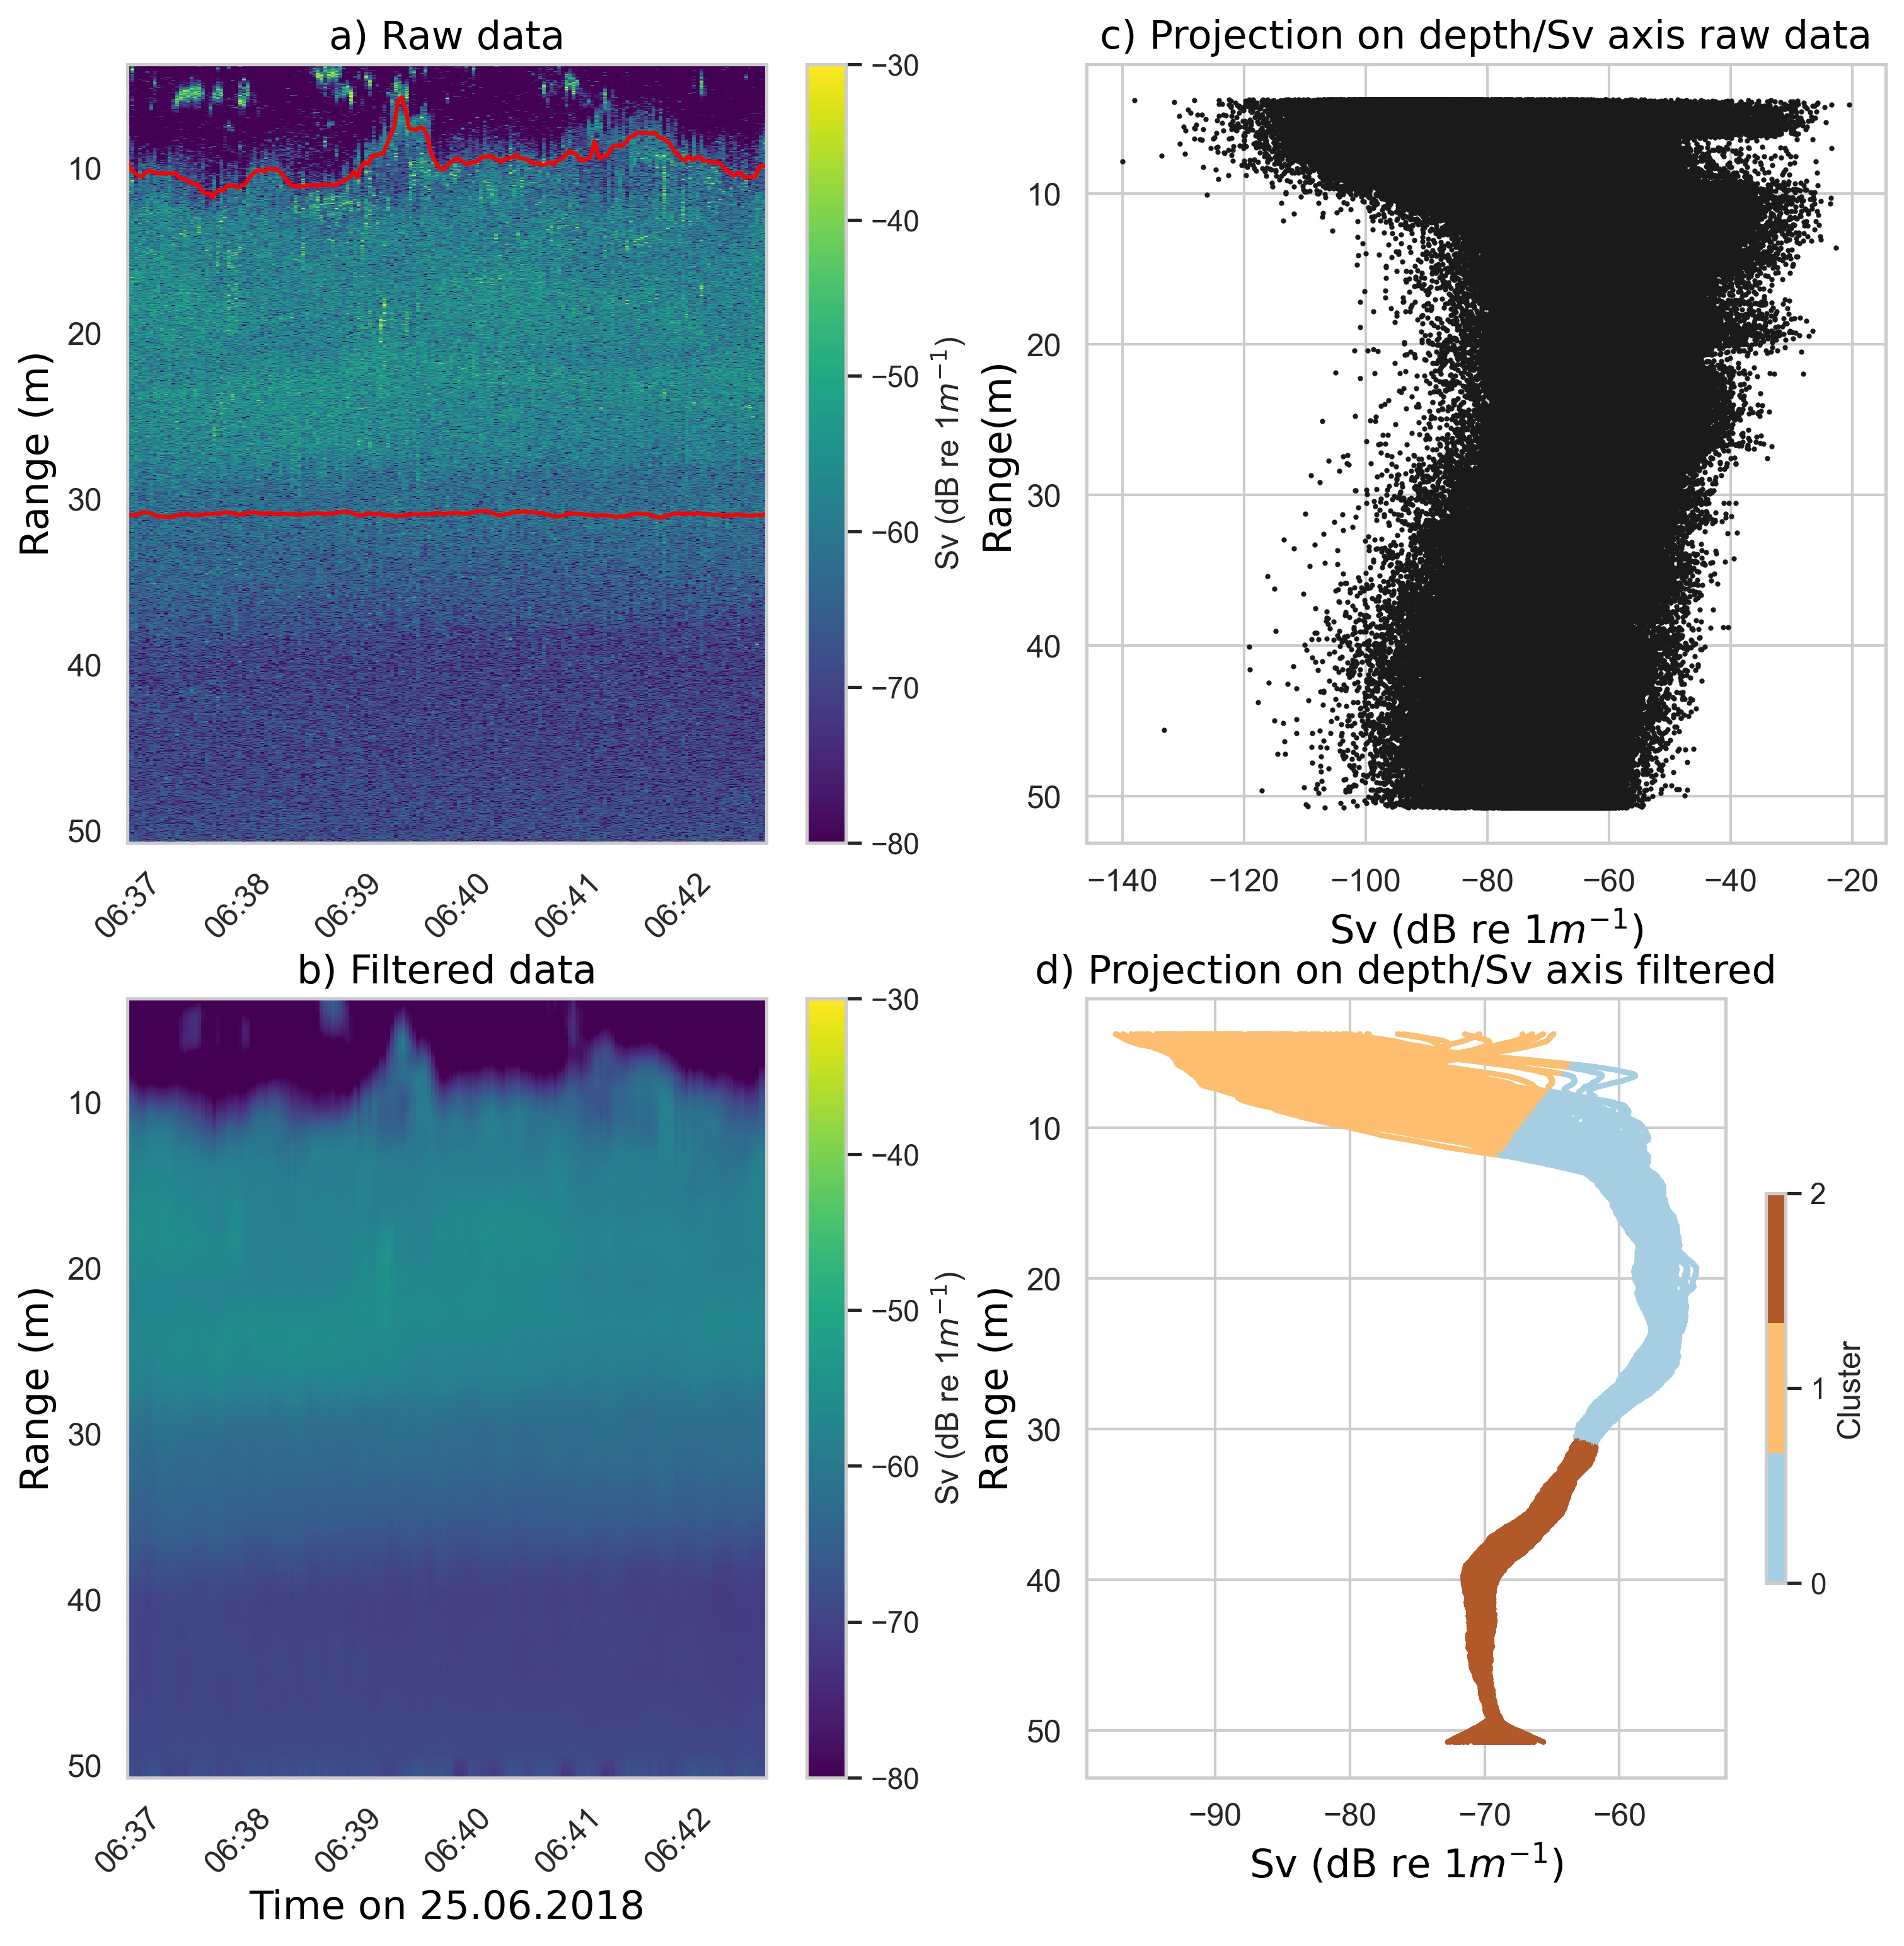 a) Raw data
Range (m)
10
20
30
40
50
06:37
06:38
06:39
06:40
06:41
06:42
−30
−40
−50
−60
−70
−80
Sv (dB re 1m⁻¹)
c) Projection on depth/Sv axis raw data
Range(m)
10
20
30
40
50
−140 −120 −100 −80 −60 −40 −20
Sv (dB re 1m⁻¹)
b) Filtered data
Range (m)
10
20
30
40
50
06:37
06:38
06:39
06:40
06:41
06:42
Time on 25.06.2018
−30
−40
−50
−60
−70
−80
Sv (dB re 1m⁻¹)
d) Projection on depth/Sv axis filtered
Range (m)
10
20
30
40
50
−90 −80 −70 −60
Sv (dB re 1m⁻¹)
2
1
0
Cluster